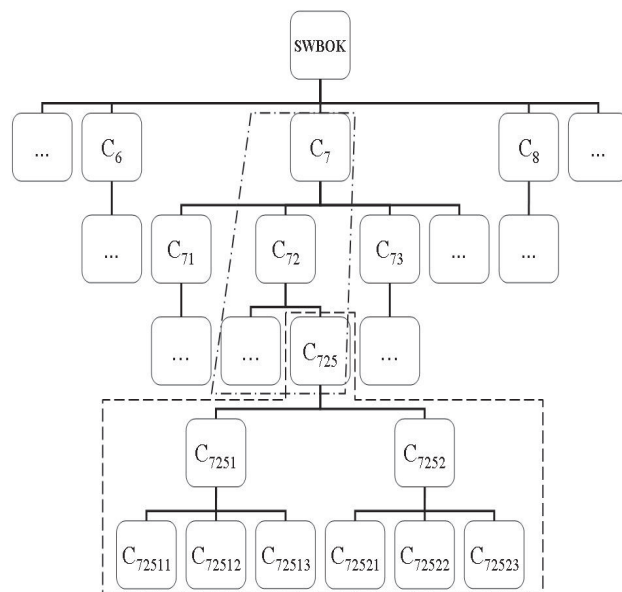 SWBOK
... C₆ C₇ C₈ ...
... C₇₁ C₇₂ C₇₃ ... ...
... ... C₇₂₅ ...
C₇₂₅₁ C₇₂₅₂
C₇₂₅₁₁ C₇₂₅₁₂ C₇₂₅₁₃ C₇₂₅₂₁ C₇₂₅₂₂ C₇₂₅₂₃